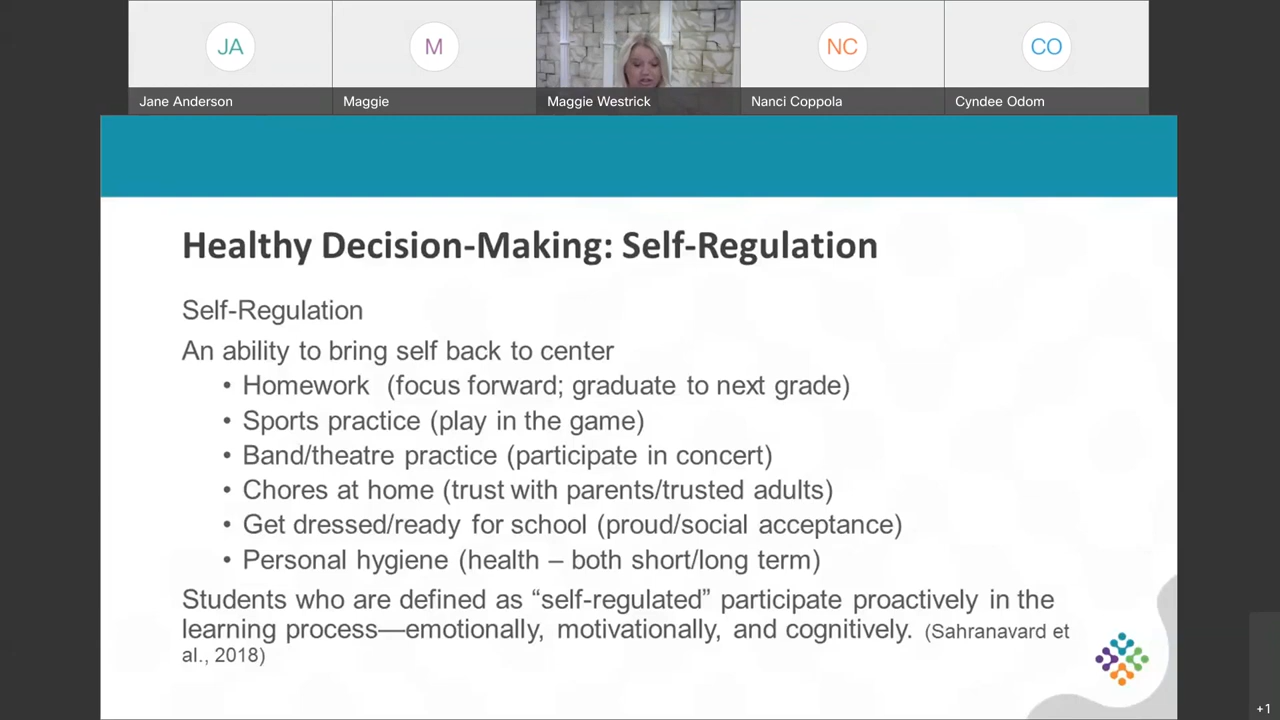 JA
M
NC
CO
Jane Anderson
Maggie
Maggie Westrick
Nanci Coppola
Cyndee Odom
Healthy Decision-Making: Self-Regulation
Self-Regulation
An ability to bring self back to center
• Homework (focus forward; graduate to next grade)
• Sports practice (play in the game)
• Band/theatre practice (participate in concert)
• Chores at home (trust with parents/trusted adults)
• Get dressed/ready for school (proud/social acceptance)
• Personal hygiene (health – both short/long term)
Students who are defined as “self-regulated” participate proactively in the
learning process—emotionally, motivationally, and cognitively. (Sahranavard et
al., 2018)
+1